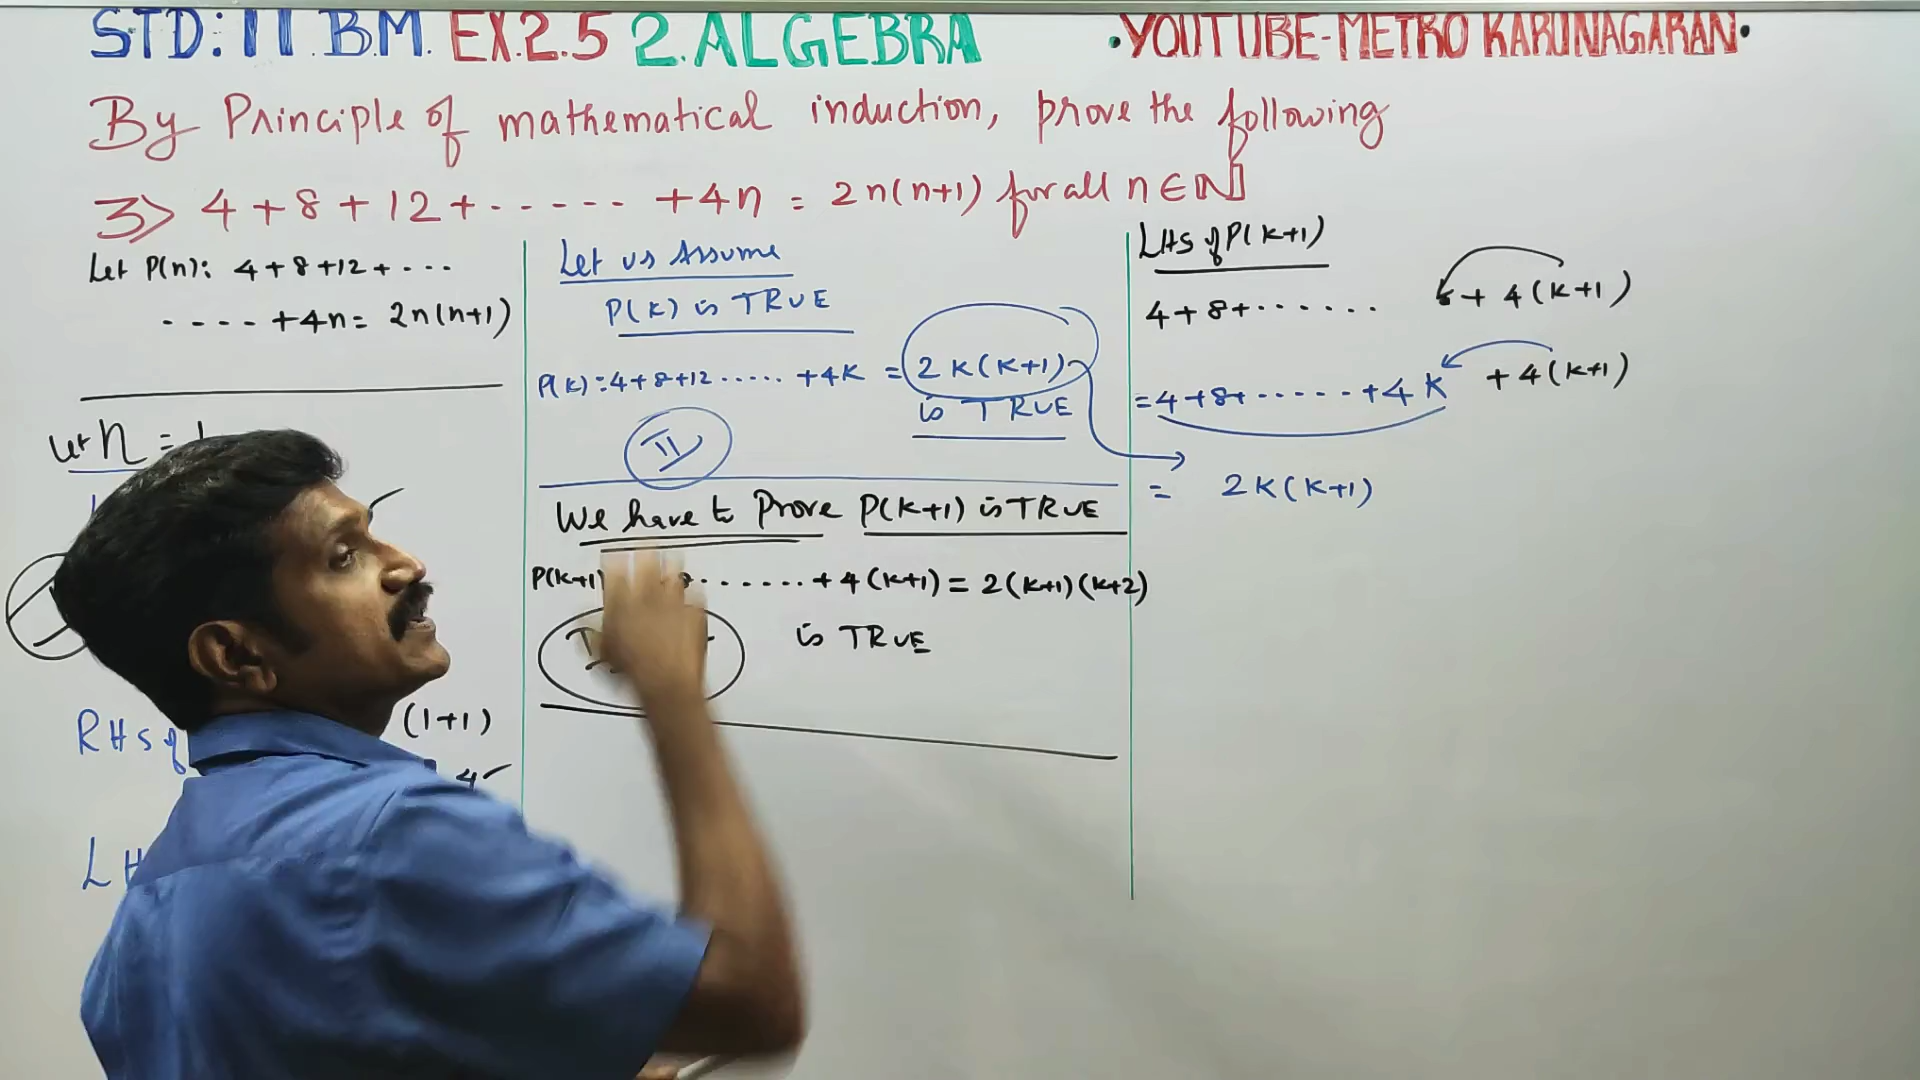 STD: 11 .B.M. EX.2.5 2.ALGEBRA
•YOUTUBE-METRO KARUNAGARAN•
By Principle of mathematical induction, prove the following
3> 4+8+12+......+4n = 2n(n+1) for all n∈ℕ
Let P(n): 4+8+12+...
....+4n= 2n(n+1)
Let n = 1
RHS of
(1+1)
4
Let us Assume
P(k) is TRUE
P(k):4+8+12.....+4k = 2k(k+1)
is TRUE
II
We have to Prove P(k+1) is TRUE
P(k+1) .......+4(k+1)=2(k+1)(k+2)
is TRUE
LHS of P(k+1)
4+8+...... + 4(k+1)
=4+8+.....+4k +4(k+1)
= 2k(k+1)